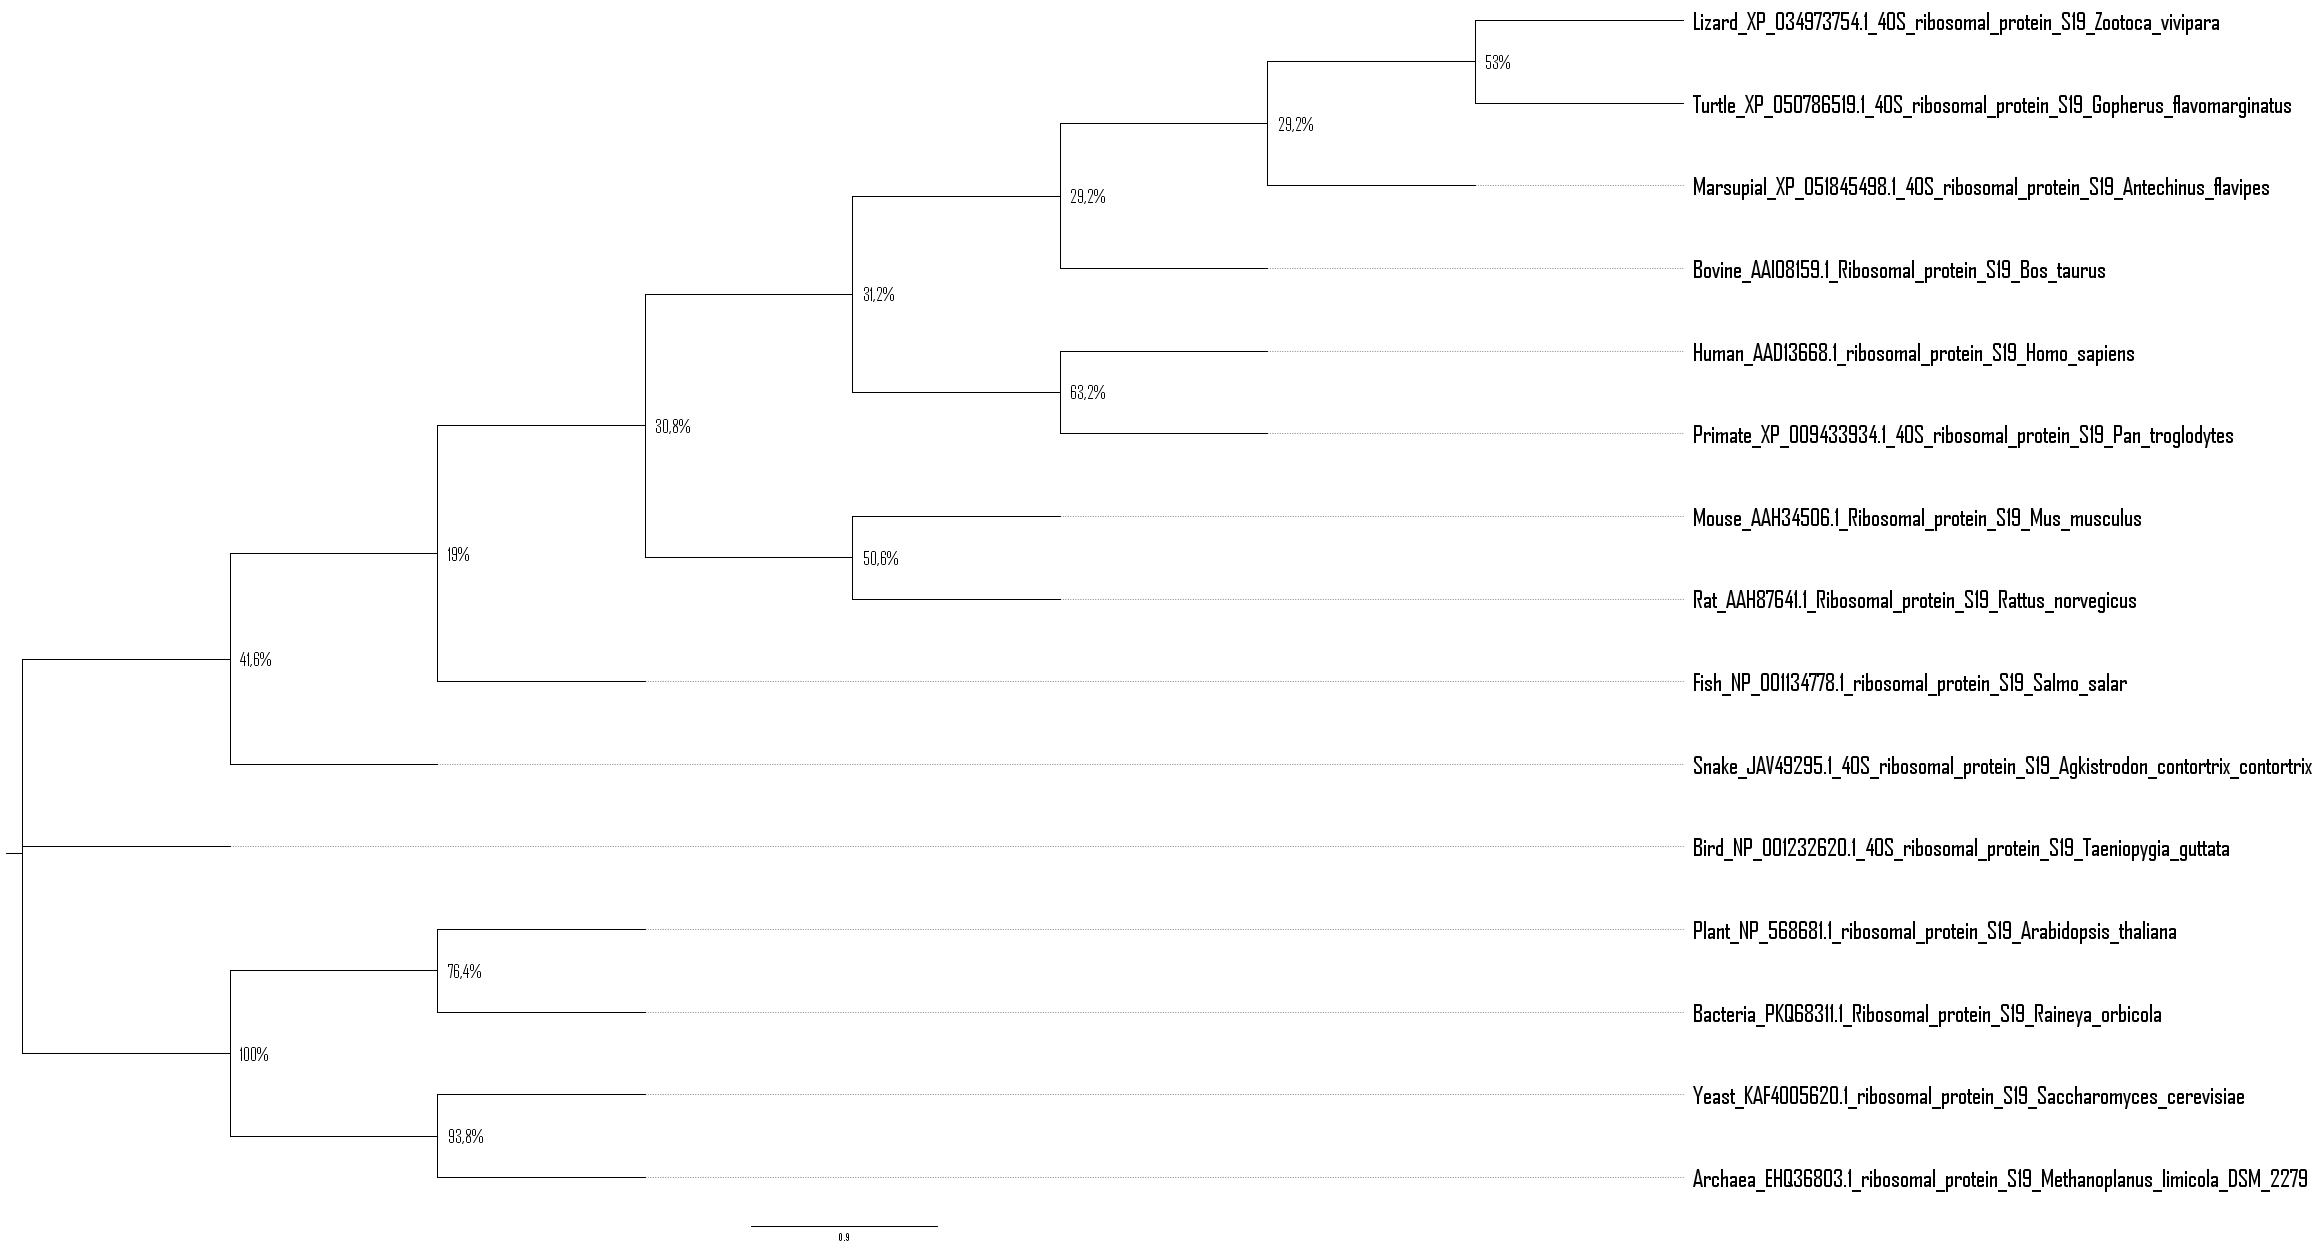 Lizard_XP_034973754.1_40S_ribosomal_protein_S19_Zootoca_vivipara
53%
Turtle_XP_050786519.1_40S_ribosomal_protein_S19_Gopherus_flavomarginatus
29,2%
Marsupial_XP_051845498.1_40S_ribosomal_protein_S19_Antechinus_flavipes
29,2%
Bovine_AAI08159.1_Ribosomal_protein_S19_Bos_taurus
31,2%
Human_AAD13668.1_ribosomal_protein_S19_Homo_sapiens
63,2%
30,8%
Primate_XP_009433934.1_40S_ribosomal_protein_S19_Pan_troglodytes
Mouse_AAH34506.1_Ribosomal_protein_S19_Mus_musculus
19%
50,6%
Rat_AAH87641.1_Ribosomal_protein_S19_Rattus_norvegicus
41,6%
Fish_NP_001134778.1_ribosomal_protein_S19_Salmo_salar
Snake_JAV49295.1_40S_ribosomal_protein_S19_Agkistrodon_contortrix_contortrix
Bird_NP_001232620.1_40S_ribosomal_protein_S19_Taeniopygia_guttata
Plant_NP_568681.1_ribosomal_protein_S19_Arabidopsis_thaliana
76,4%
Bacteria_PKQ68311.1_Ribosomal_protein_S19_Raineya_orbicola
100%
Yeast_KAF4005620.1_ribosomal_protein_S19_Saccharomyces_cerevisiae
93,8%
Archaea_EHQ36803.1_ribosomal_protein_S19_Methanoplanus_limicola_DSM_2279
0.9